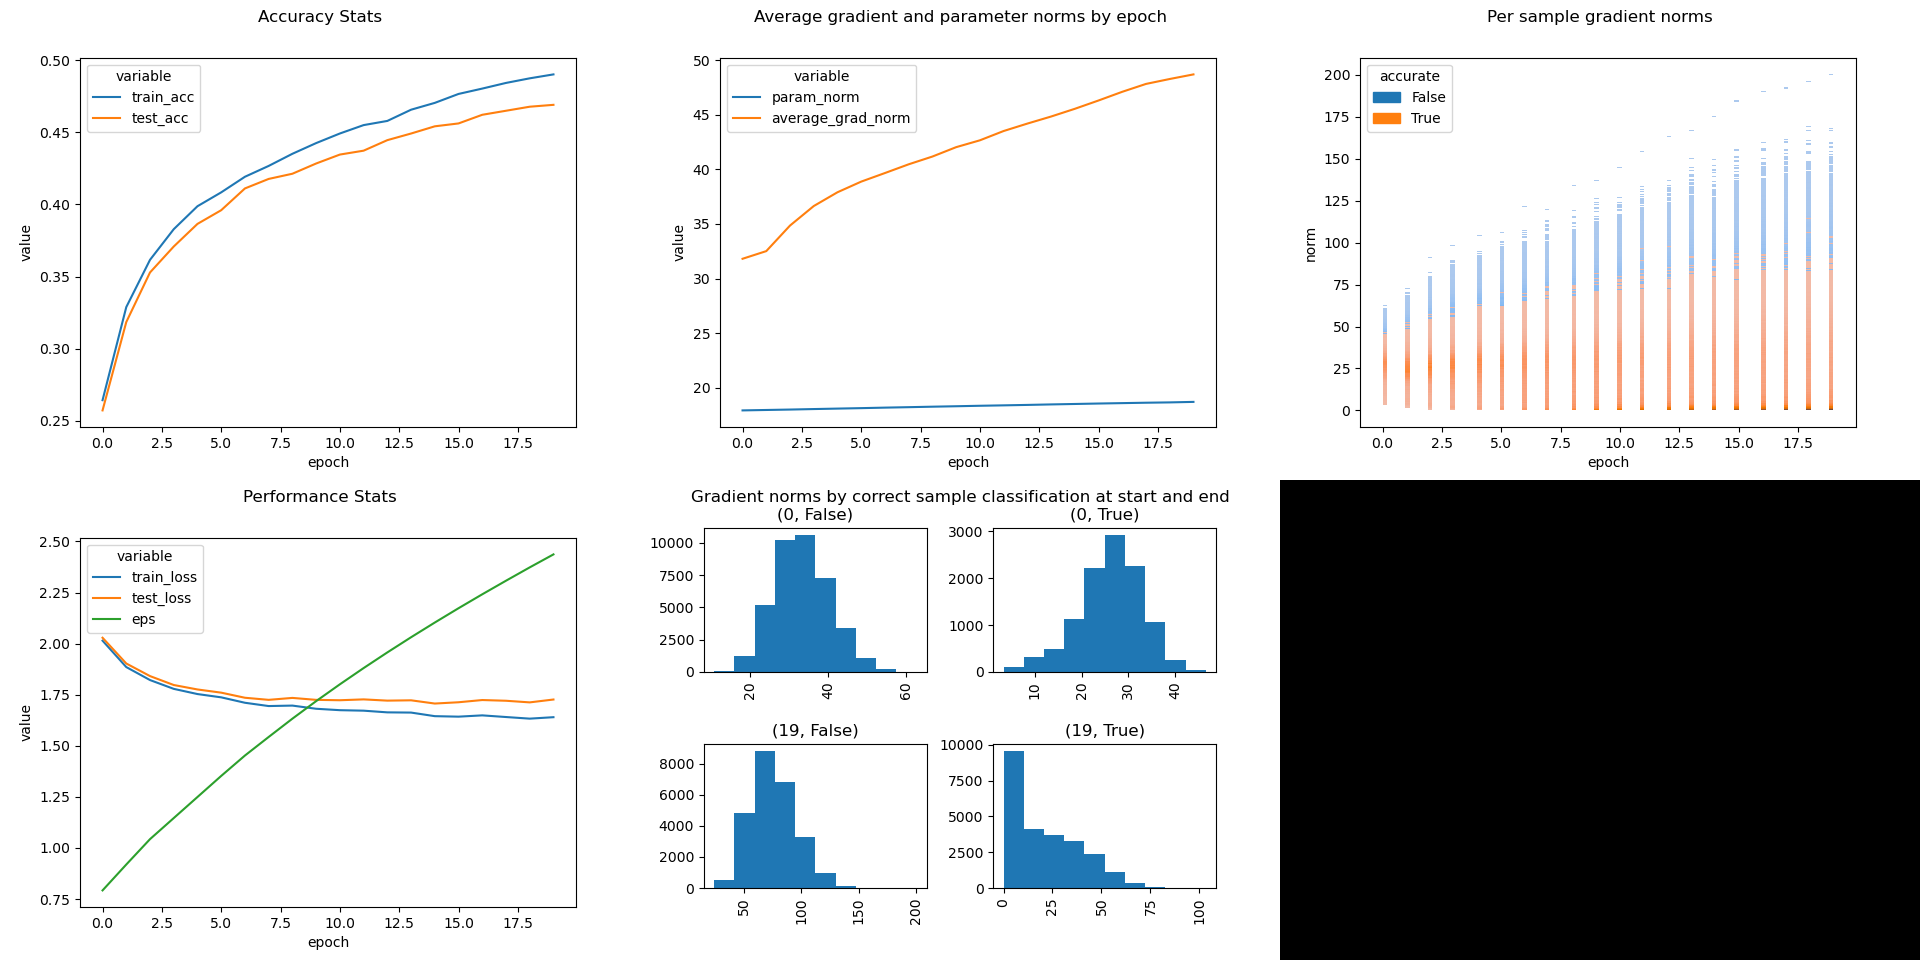 Accuracy Stats
0.50
0.45
0.40
0.35
0.30
0.25
value
variable
train_acc
test_acc
0.0 2.5 5.0 7.5 10.0 12.5 15.0 17.5
epoch
Average gradient and parameter norms by epoch
50
45
40
35
30
25
20
value
variable
param_norm
average_grad_norm
0.0 2.5 5.0 7.5 10.0 12.5 15.0 17.5
epoch
Per sample gradient norms
200
175
150
125
100
75
50
25
0
norm
accurate
False
True
0.0 2.5 5.0 7.5 10.0 12.5 15.0 17.5
epoch
Performance Stats
2.50
2.25
2.00
1.75
1.50
1.25
1.00
0.75
value
variable
train_loss
test_loss
eps
0.0 2.5 5.0 7.5 10.0 12.5 15.0 17.5
epoch
Gradient norms by correct sample classification at start and end
(0, False)
10000
7500
5000
2500
0
20 40 60
(0, True)
3000
2000
1000
0
10 20 30 40
(19, False)
8000
6000
4000
2000
0
50 100 150 200
(19, True)
10000
7500
5000
2500
0
0 25 50 75 100